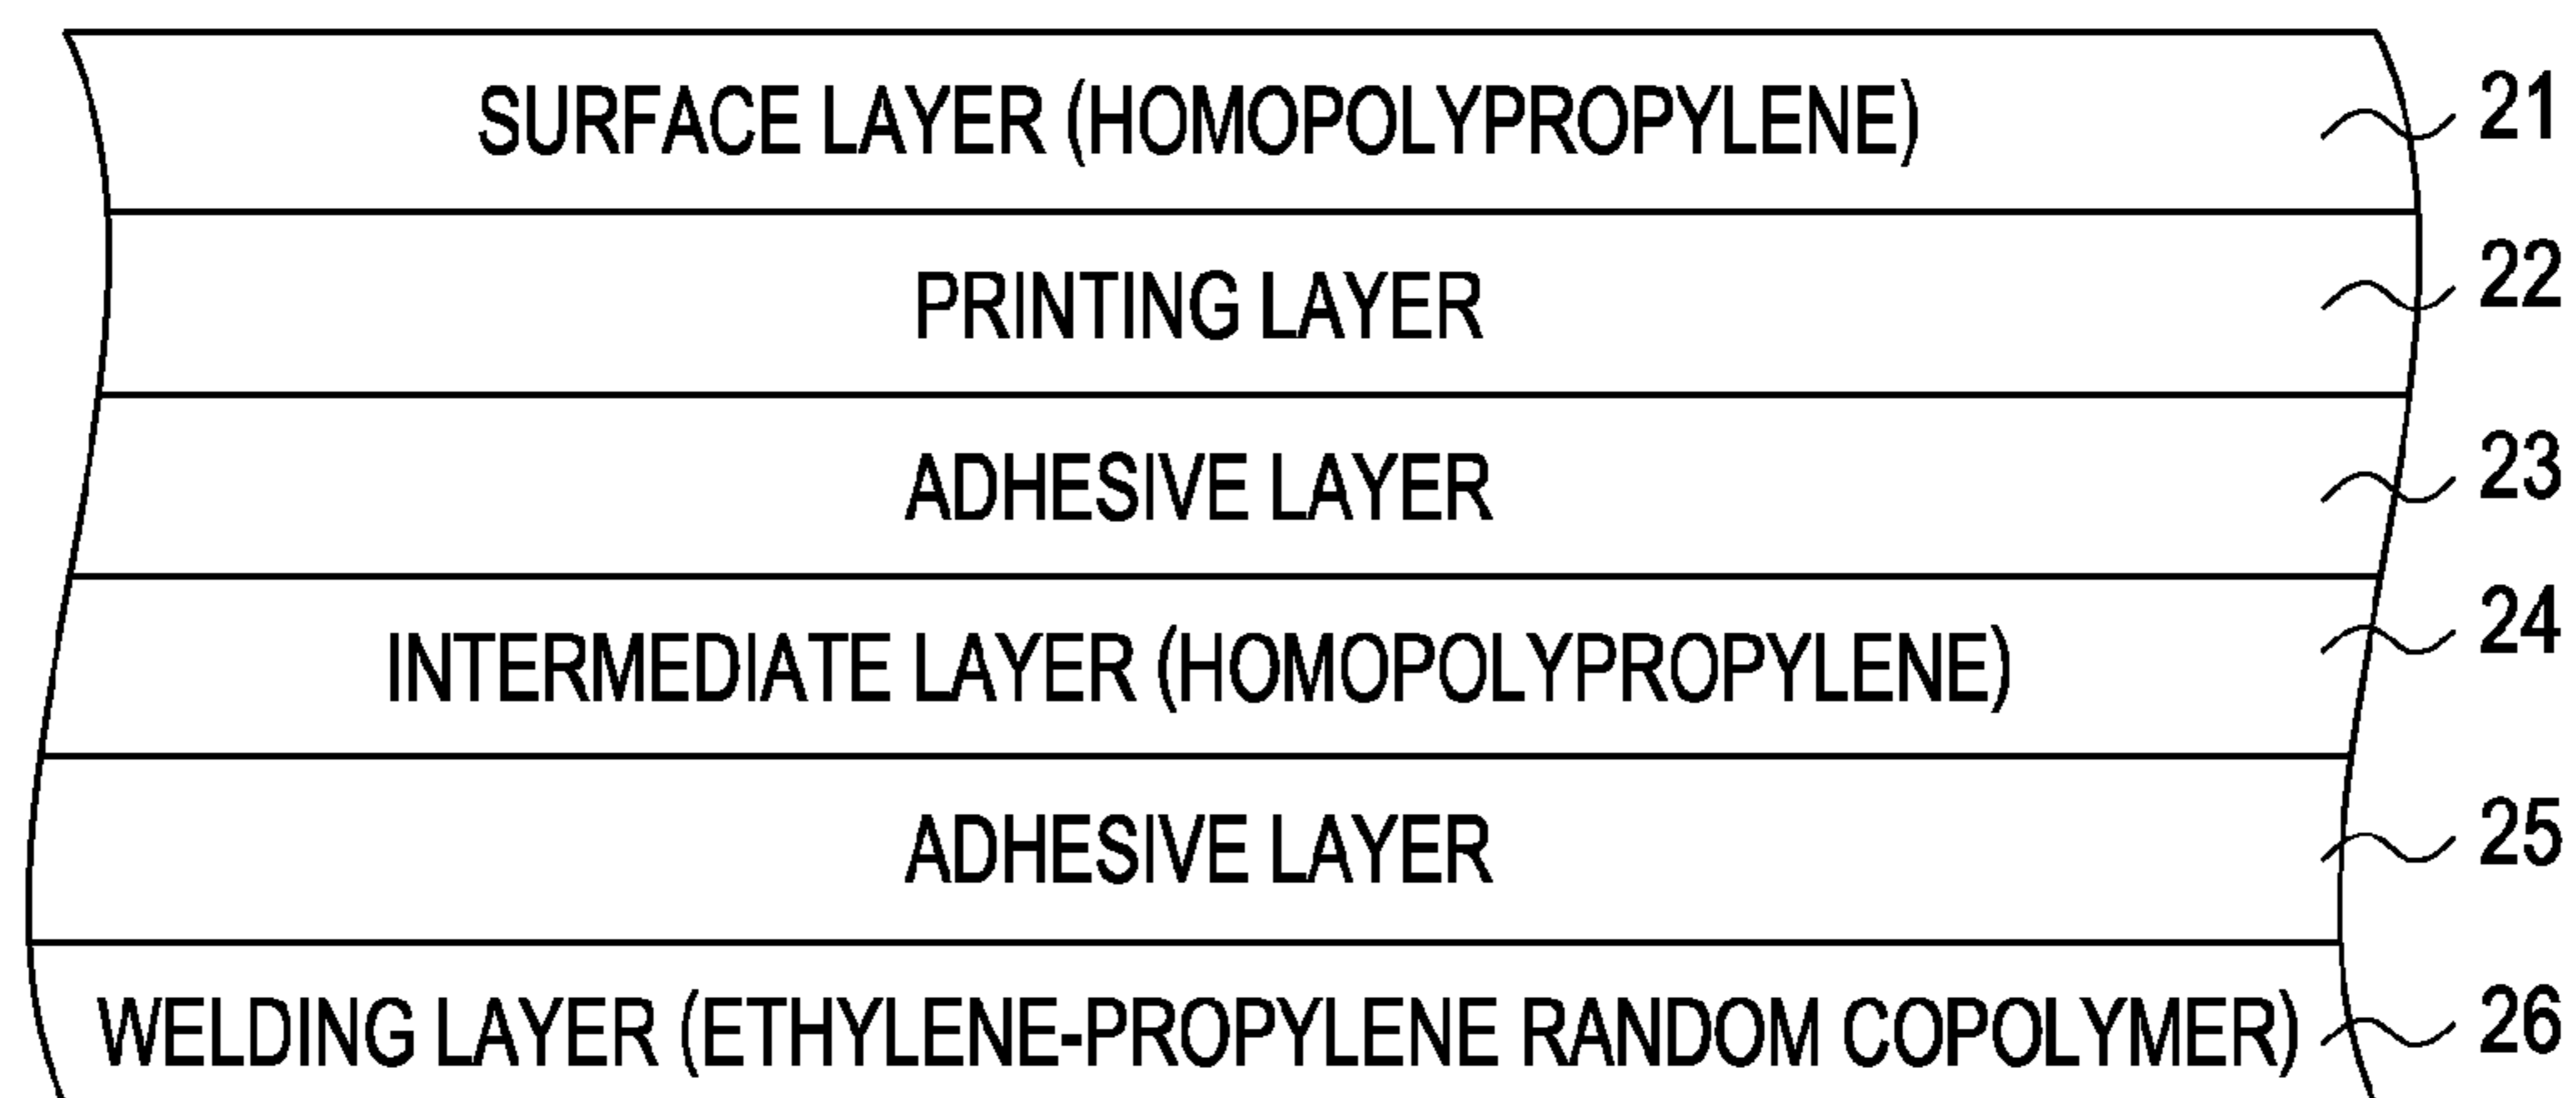 SURFACE LAYER (HOMOPOLYPROPYLENE) 21
PRINTING LAYER 22
ADHESIVE LAYER 23
INTERMEDIATE LAYER (HOMOPOLYPROPYLENE) 24
ADHESIVE LAYER 25
WELDING LAYER (ETHYLENE-PROPYLENE RANDOM COPOLYMER) 26